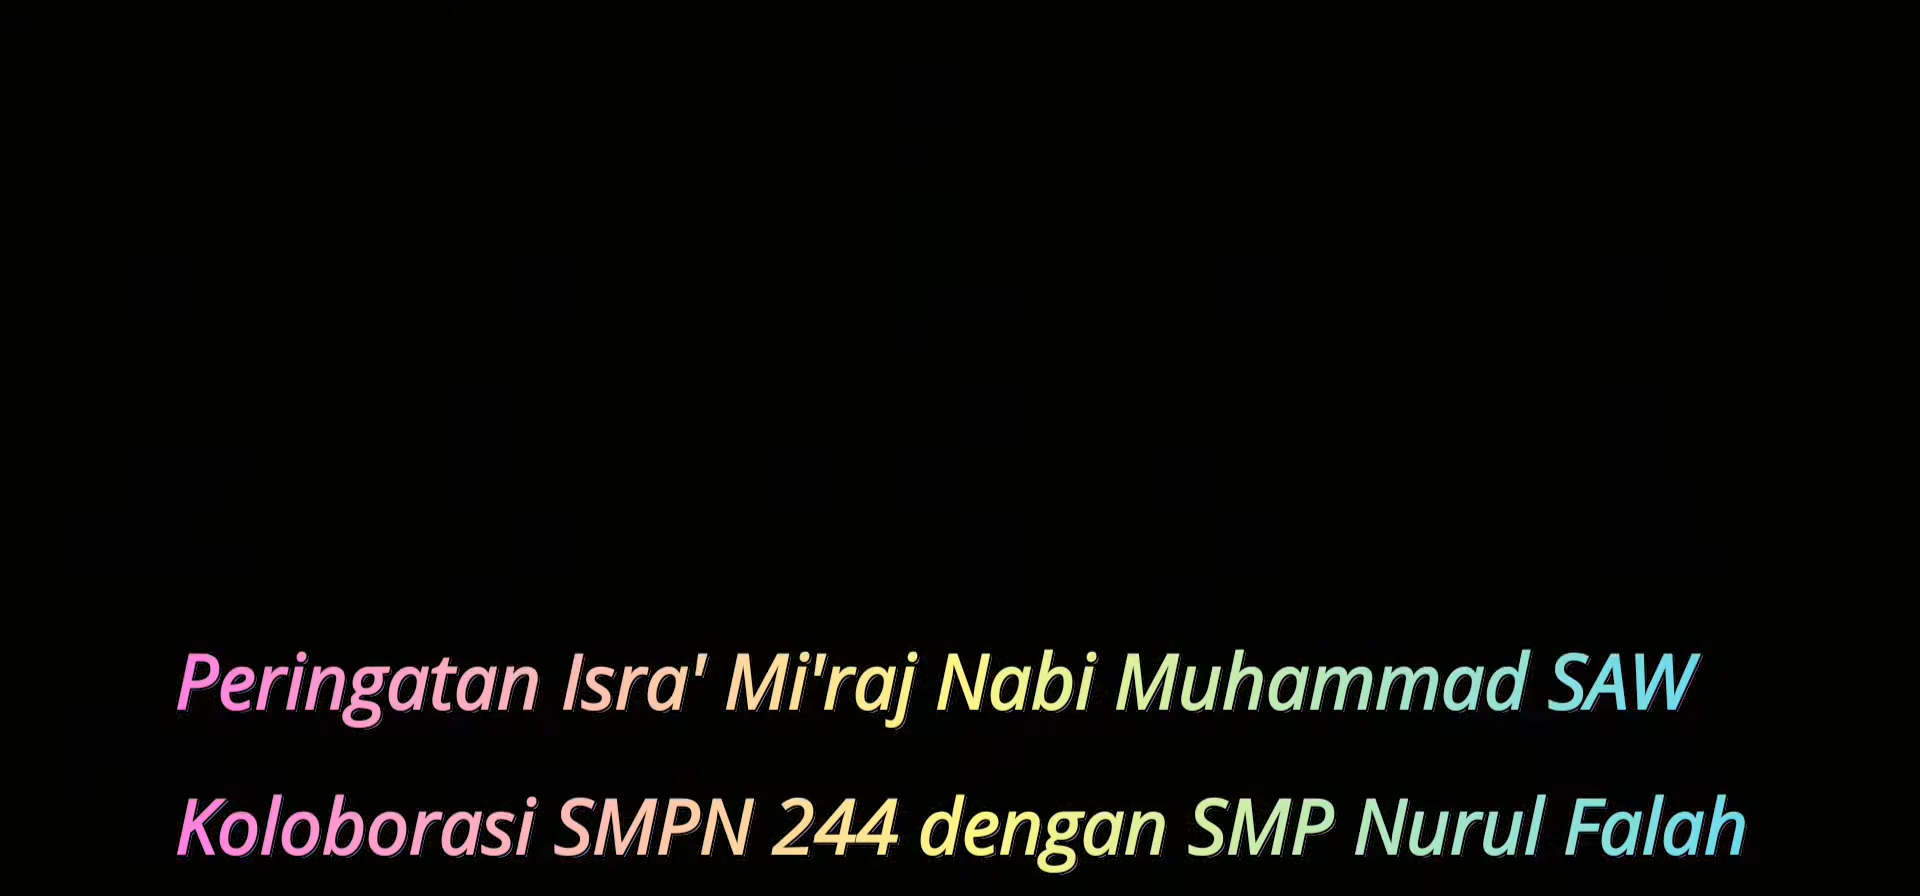 Peringatan Isra' Mi'raj Nabi Muhammad SAW
Koloborasi SMPN 244 dengan SMP Nurul Falah